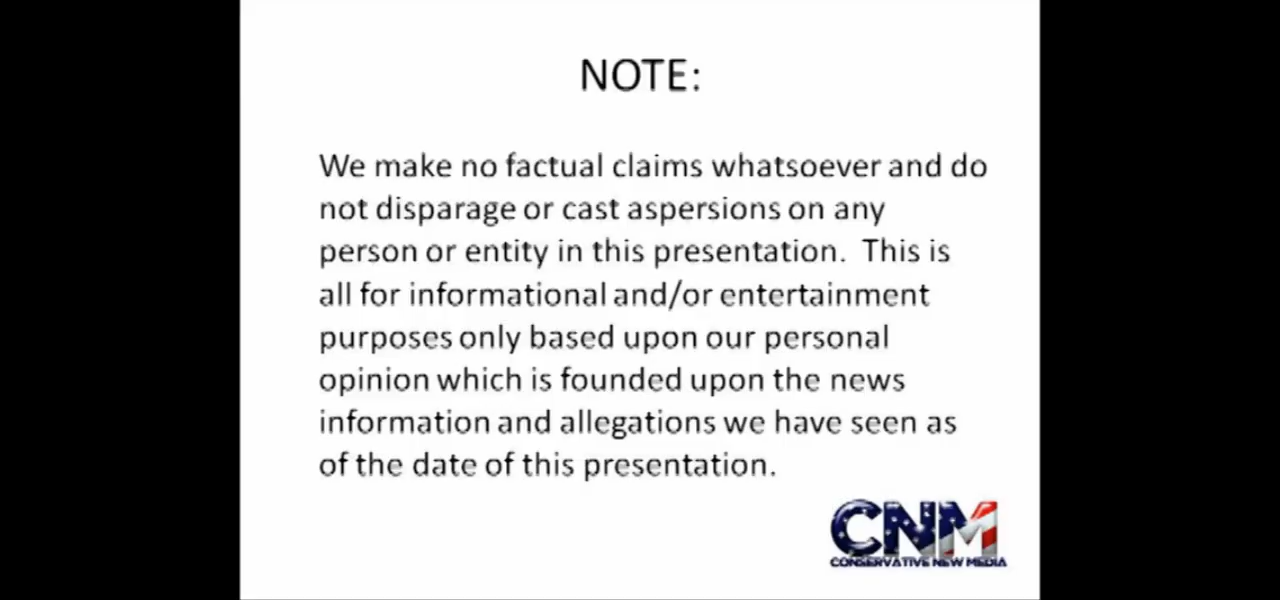 NOTE:
We make no factual claims whatsoever and do
not disparage or cast aspersions on any
person or entity in this presentation.  This is
all for informational and/or entertainment
purposes only based upon our personal
opinion which is founded upon the news
information and allegations we have seen as
of the date of this presentation.
CNM
CONSERVATIVE NEW MEDIA